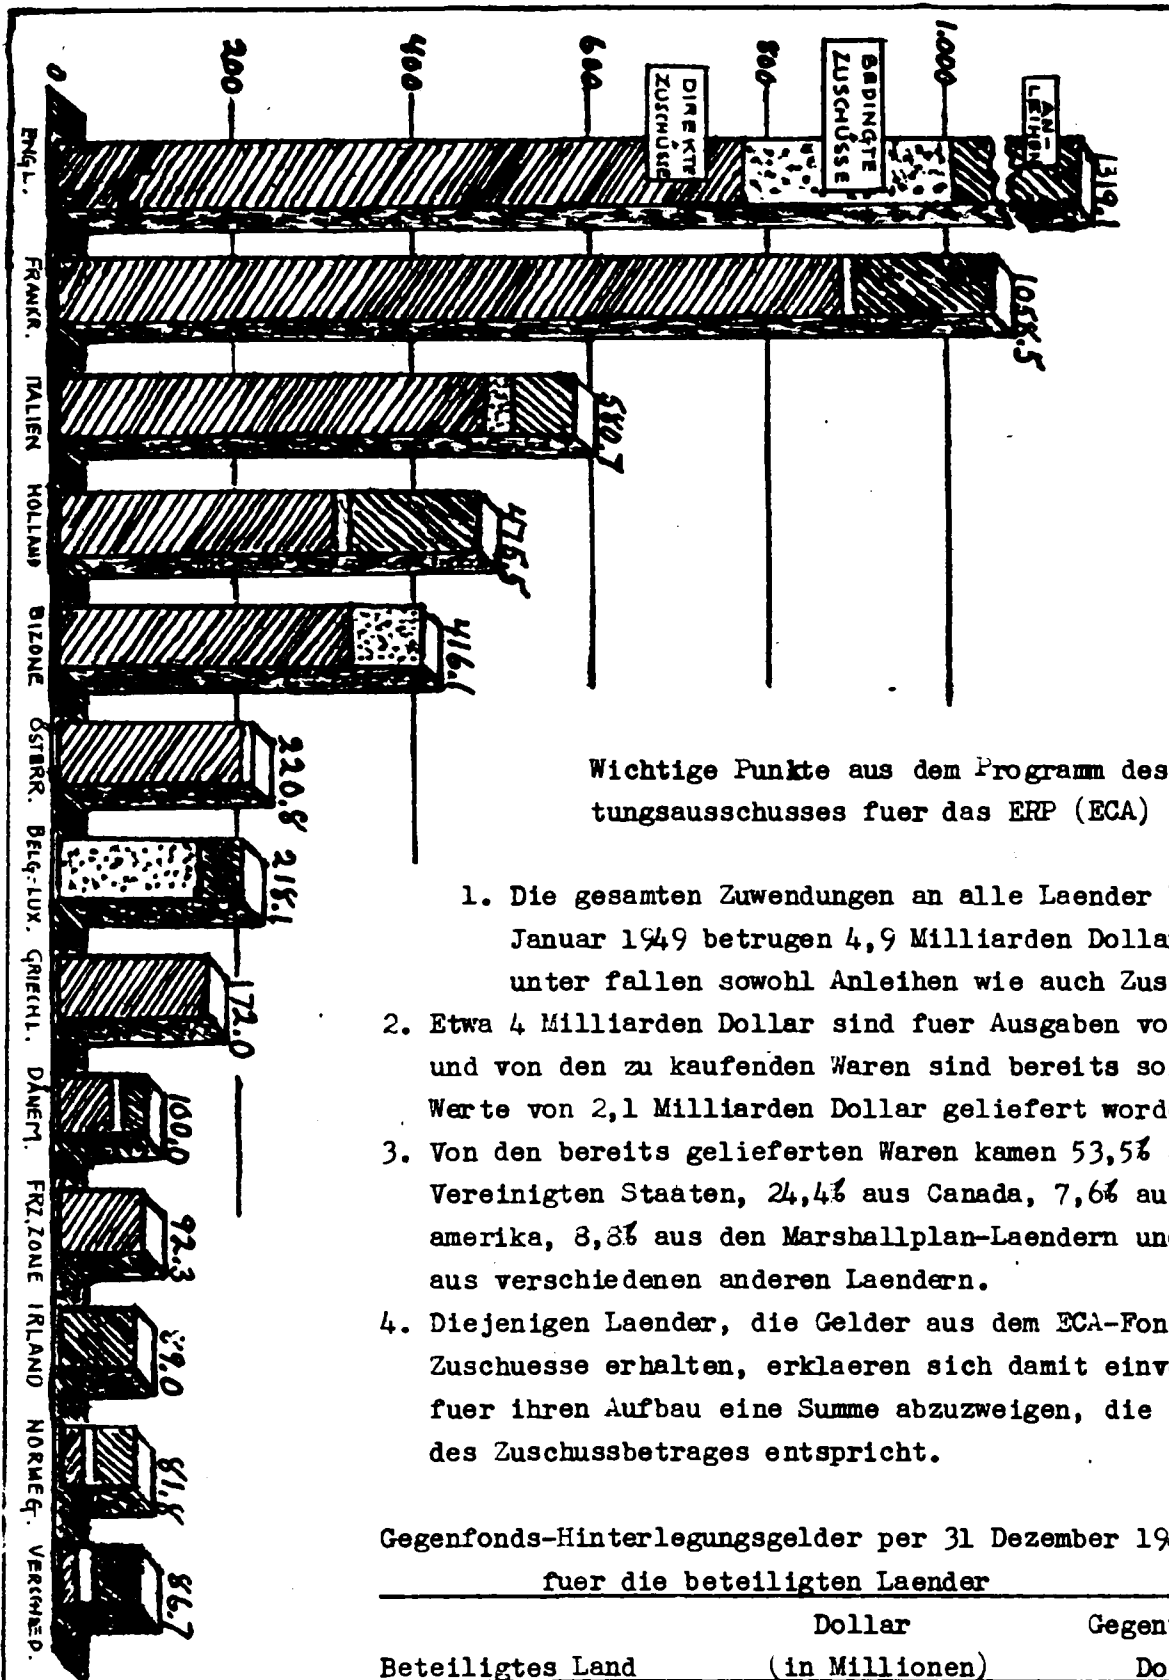 0
200
400
600
800
1.000
DIREKTE
ZUSCHÜSSE
BEDINGTE
ZUSCHÜSSE
AN-
LEIHEN
1319.1
1058.5
580.7
476.5
416.1
220.8
218.1
172.0
100.0
92.3
89.0
81.8
86.7
ENGL.
FRANKR.
ITALIEN
HOLLAND
BIZONE
ÖSTERR.
BELG.-LUX.
GRIECHL.
DÄNEM.
FRZ. ZONE
IRLAND
NORWEG.
VERSCHIED.
Wichtige Punkte aus dem Programm des
tungsausschusses fuer das ERP (ECA)
1. Die gesamten Zuwendungen an alle Laender
Januar 1949 betrugen 4,9 Milliarden Dolla
unter fallen sowohl Anleihen wie auch Zus
2. Etwa 4 Milliarden Dollar sind fuer Ausgaben vo
und von den zu kaufenden Waren sind bereits so
Werte von 2,1 Milliarden Dollar geliefert word
3. Von den bereits gelieferten Waren kamen 53,5%
Vereinigten Staaten, 24,4% aus Canada, 7,6% au
amerika, 8,8% aus den Marshallplan-Laendern un
aus verschiedenen anderen Laendern.
4. Diejenigen Laender, die Gelder aus dem ECA-Fon
Zuschuesse erhalten, erklaeren sich damit einv
fuer ihren Aufbau eine Summe abzuzweigen, die
des Zuschussbetrages entspricht.
Gegenfonds-Hinterlegungsgelder per 31 Dezember 19
fuer die beteiligten Laender
Dollar Gegen
Beteiligtes Land (in Millionen) Do